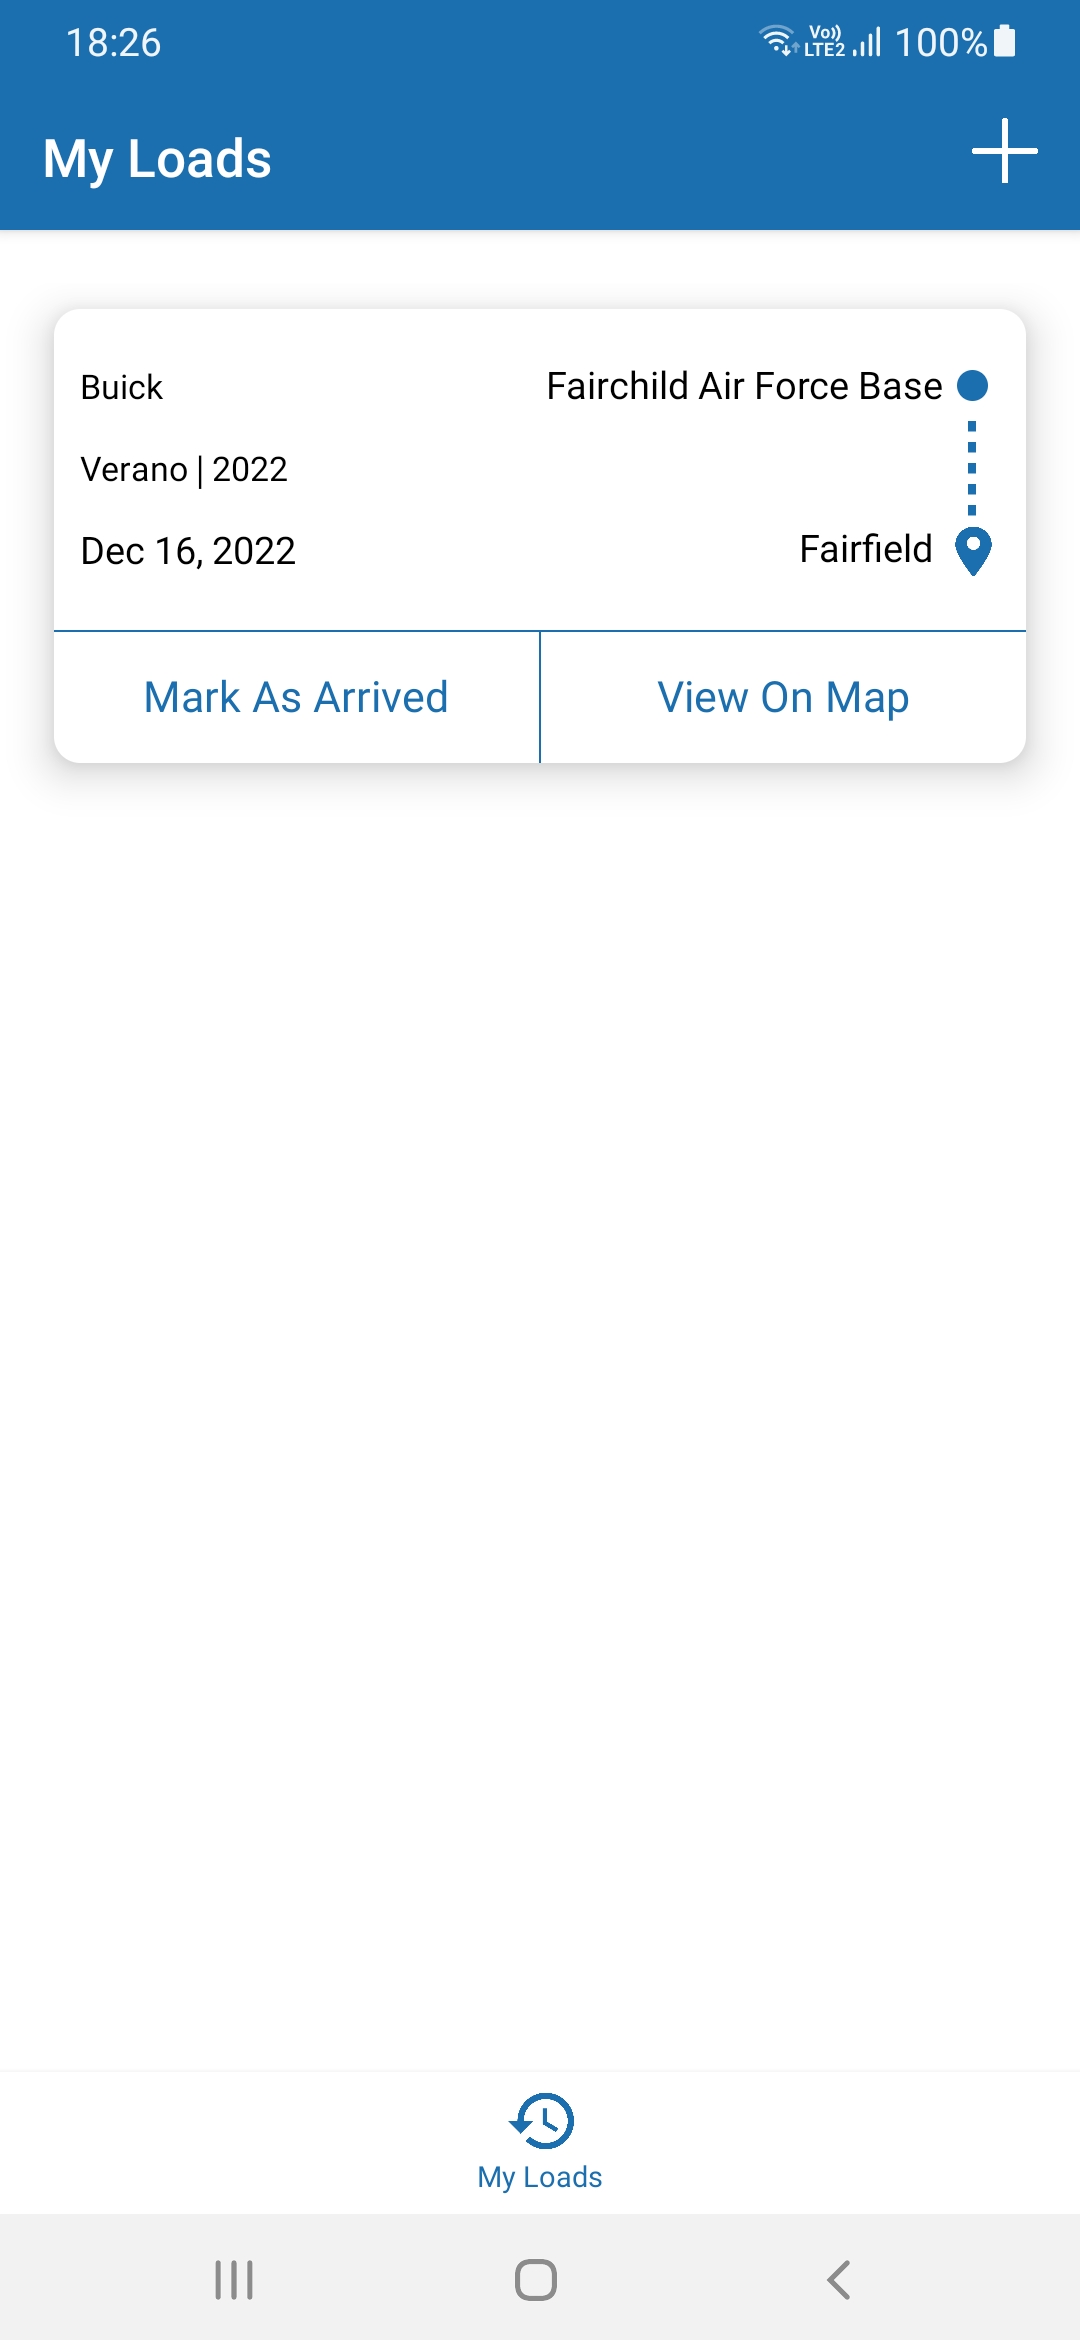 18:26
Vo)) LTE2 100%
My Loads
Buick
Fairchild Air Force Base
Verano | 2022
Dec 16, 2022
Fairfield
Mark As Arrived
View On Map
My Loads